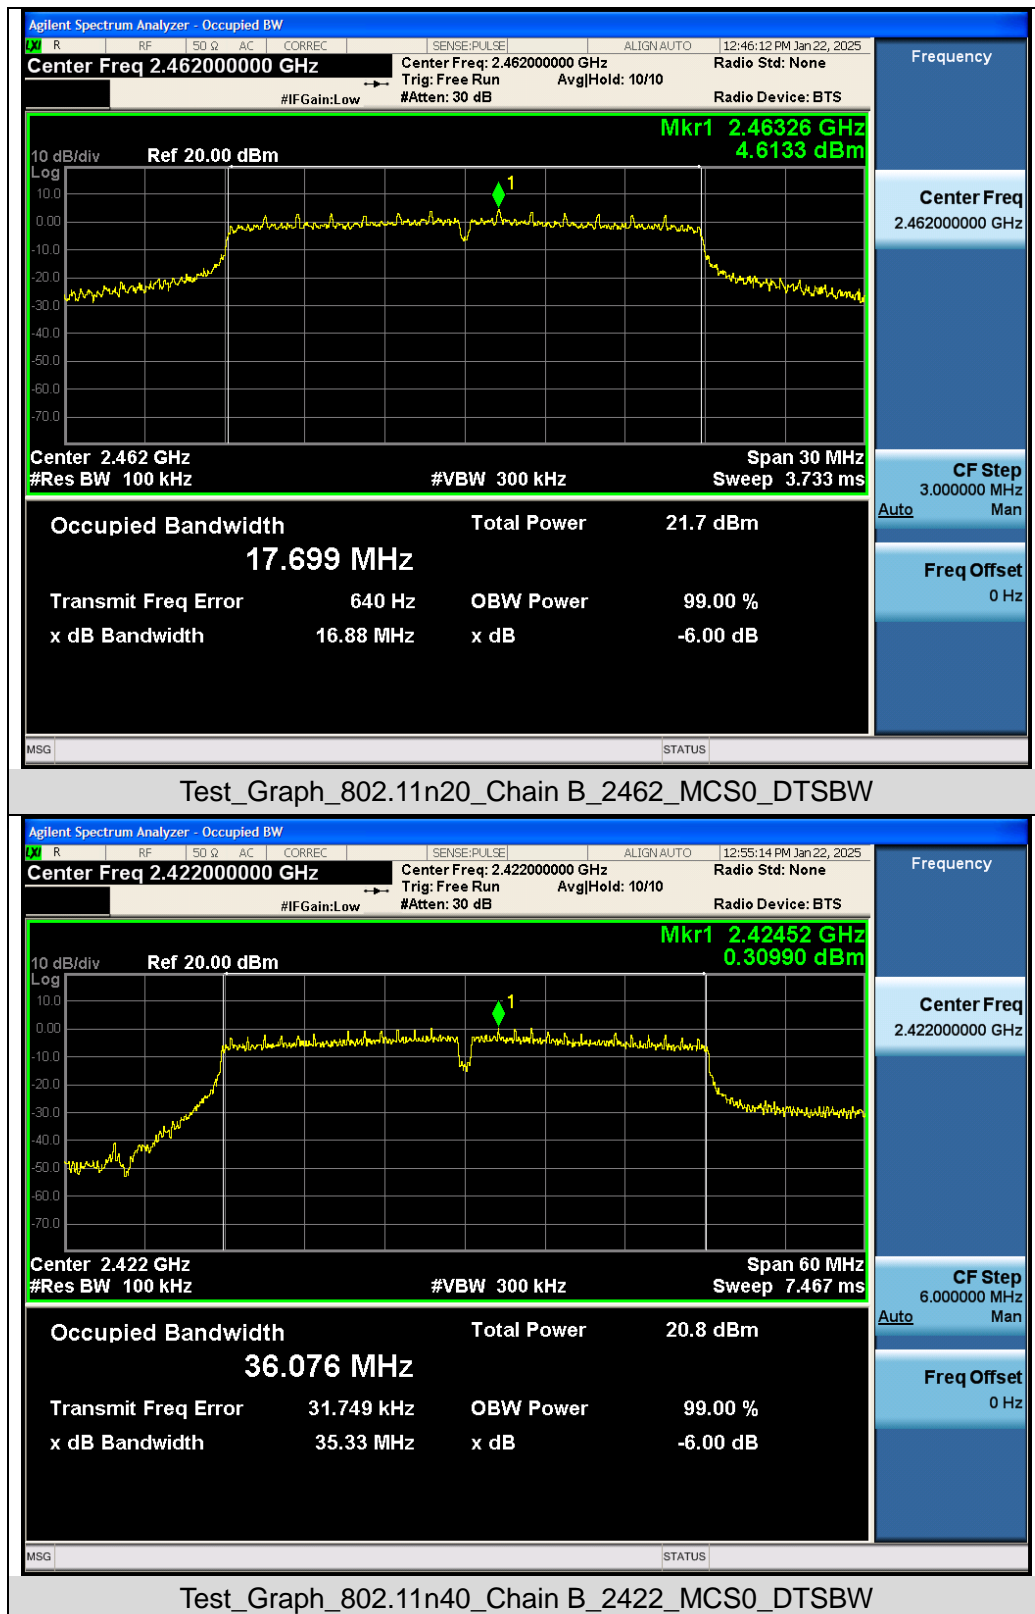 Agilent Spectrum Analyzer - Occupied BW
LXI R RF 50 Ω AC CORREC SENSE:PULSE ALIGN AUTO 12:46:12 PM Jan 22, 2025
Center Freq 2.462000000 GHz
Center Freq: 2.462000000 GHz
Radio Std: None
Trig: Free Run Avg|Hold: 10/10
#IFGain:Low #Atten: 30 dB Radio Device: BTS
Mkr1 2.46326 GHz
4.6133 dBm
10 dB/div Ref 20.00 dBm
Log
10.0
0.00
-10.0
-20.0
-30.0
-40.0
-50.0
-60.0
-70.0
1
Center 2.462 GHz Span 30 MHz
#Res BW 100 kHz #VBW 300 kHz Sweep 3.733 ms
Occupied Bandwidth Total Power 21.7 dBm
17.699 MHz
Transmit Freq Error 640 Hz OBW Power 99.00 %
x dB Bandwidth 16.88 MHz x dB -6.00 dB
MSG STATUS
Frequency
Center Freq
2.462000000 GHz
CF Step
3.000000 MHz
Auto Man
Freq Offset
0 Hz
Test_Graph_802.11n20_Chain B_2462_MCS0_DTSBW
Agilent Spectrum Analyzer - Occupied BW
LXI R RF 50 Ω AC CORREC SENSE:PULSE ALIGN AUTO 12:55:14 PM Jan 22, 2025
Center Freq 2.422000000 GHz
Center Freq: 2.422000000 GHz
Radio Std: None
Trig: Free Run Avg|Hold: 10/10
#IFGain:Low #Atten: 30 dB Radio Device: BTS
Mkr1 2.42452 GHz
0.30990 dBm
10 dB/div Ref 20.00 dBm
Log
10.0
0.00
-10.0
-20.0
-30.0
-40.0
-50.0
-60.0
-70.0
1
Center 2.422 GHz Span 60 MHz
#Res BW 100 kHz #VBW 300 kHz Sweep 7.467 ms
Occupied Bandwidth Total Power 20.8 dBm
36.076 MHz
Transmit Freq Error 31.749 kHz OBW Power 99.00 %
x dB Bandwidth 35.33 MHz x dB -6.00 dB
MSG STATUS
Frequency
Center Freq
2.422000000 GHz
CF Step
6.000000 MHz
Auto Man
Freq Offset
0 Hz
Test_Graph_802.11n40_Chain B_2422_MCS0_DTSBW